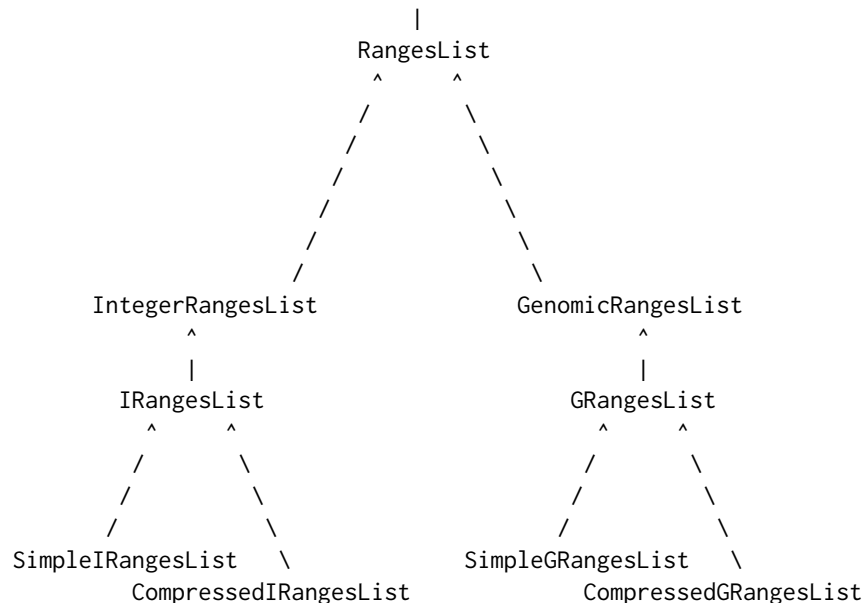 RangesList
IntegerRangesList GenomicRangesList
IRangesList GRangesList
SimpleIRangesList SimpleGRangesList
CompressedIRangesList CompressedGRangesList